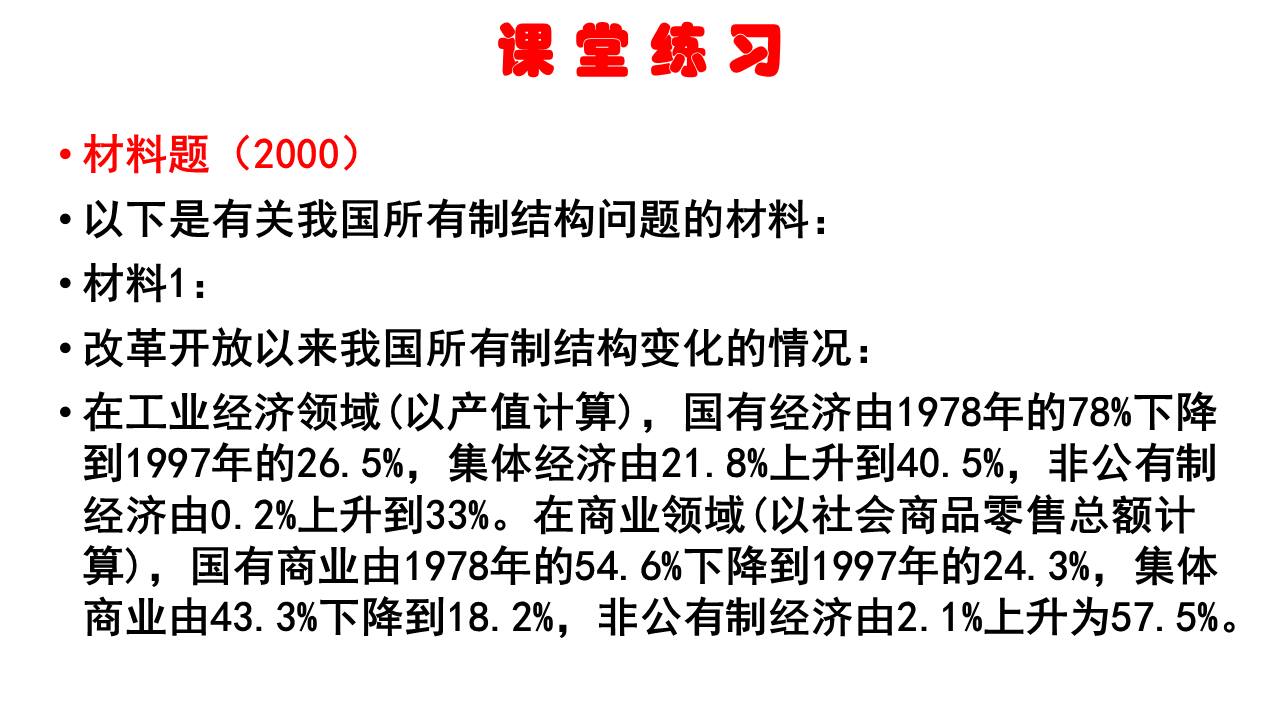 课堂练习
• 材料题（2000）
• 以下是有关我国所有制结构问题的材料：
• 材料1：
• 改革开放以来我国所有制结构变化的情况：
• 在工业经济领域(以产值计算)，国有经济由1978年的78%下降
到1997年的26.5%，集体经济由21.8%上升到40.5%，非公有制
经济由0.2%上升到33%。在商业领域(以社会商品零售总额计
算)，国有商业由1978年的54.6%下降到1997年的24.3%，集体
商业由43.3%下降到18.2%，非公有制经济由2.1%上升为57.5%。